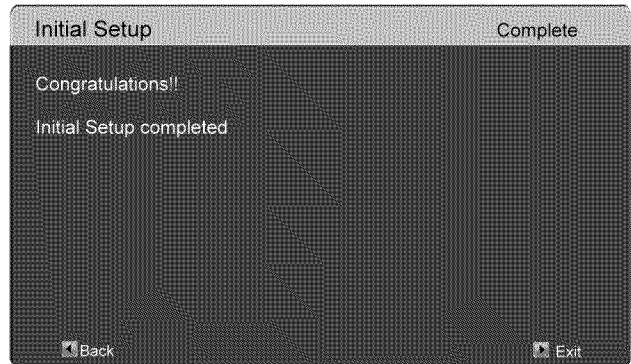 Initial Setup Complete
Congratulations!!
Initial Setup completed
Back Exit